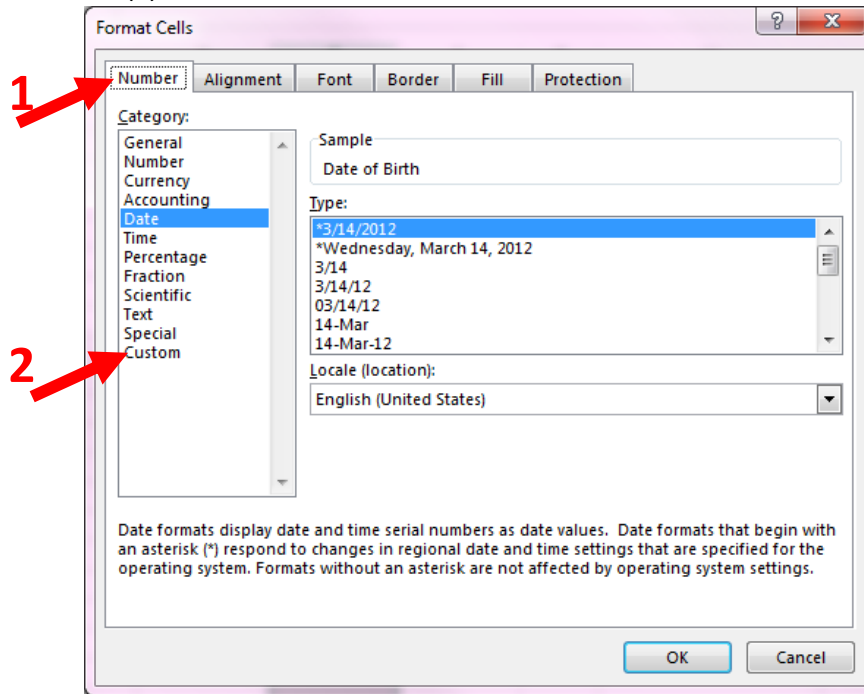 Format Cells
1
Number Alignment Font Border Fill Protection
Category:
General
Number
Currency
Accounting
Date
Time
Percentage
Fraction
Scientific
Text
Special
Custom
2
Sample
Date of Birth
Type:
*3/14/2012
*Wednesday, March 14, 2012
3/14
3/14/12
03/14/12
14-Mar
14-Mar-12
Locale (location):
English (United States)
Date formats display date and time serial numbers as date values. Date formats that begin with
an asterisk (*) respond to changes in regional date and time settings that are specified for the
operating system. Formats without an asterisk are not affected by operating system settings.
OK Cancel